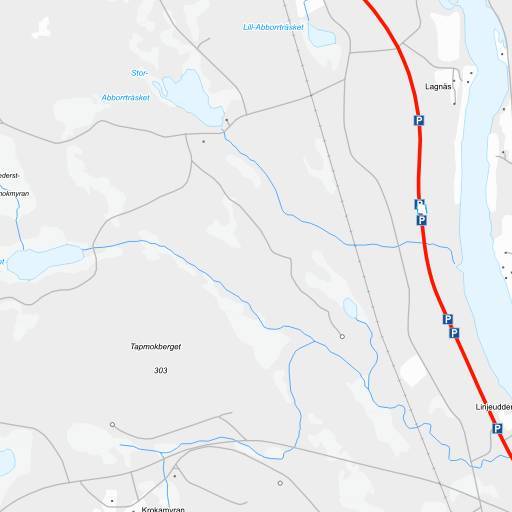 Lill-Abborrträsket
Stor-
Abborrträsket
Lagnäs
P
P
P
Tapmokberget
303
P
P
Linjeudden
P
Krokamyran